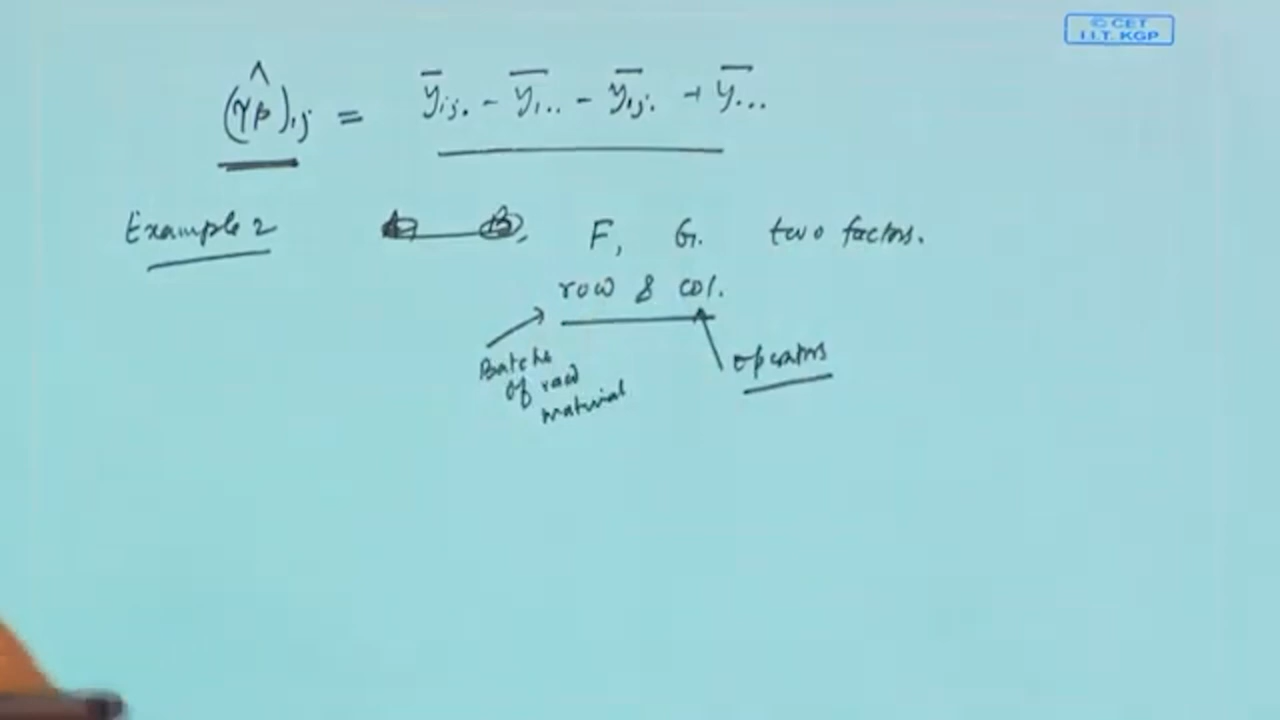 © CET
I.I.T. KGP
(γβ)̂ij = ȳij. - ȳi.. - ȳ.j. + ȳ...
Example 2 F, G. two factors.
row & col.
Batche
of raw
material
operators